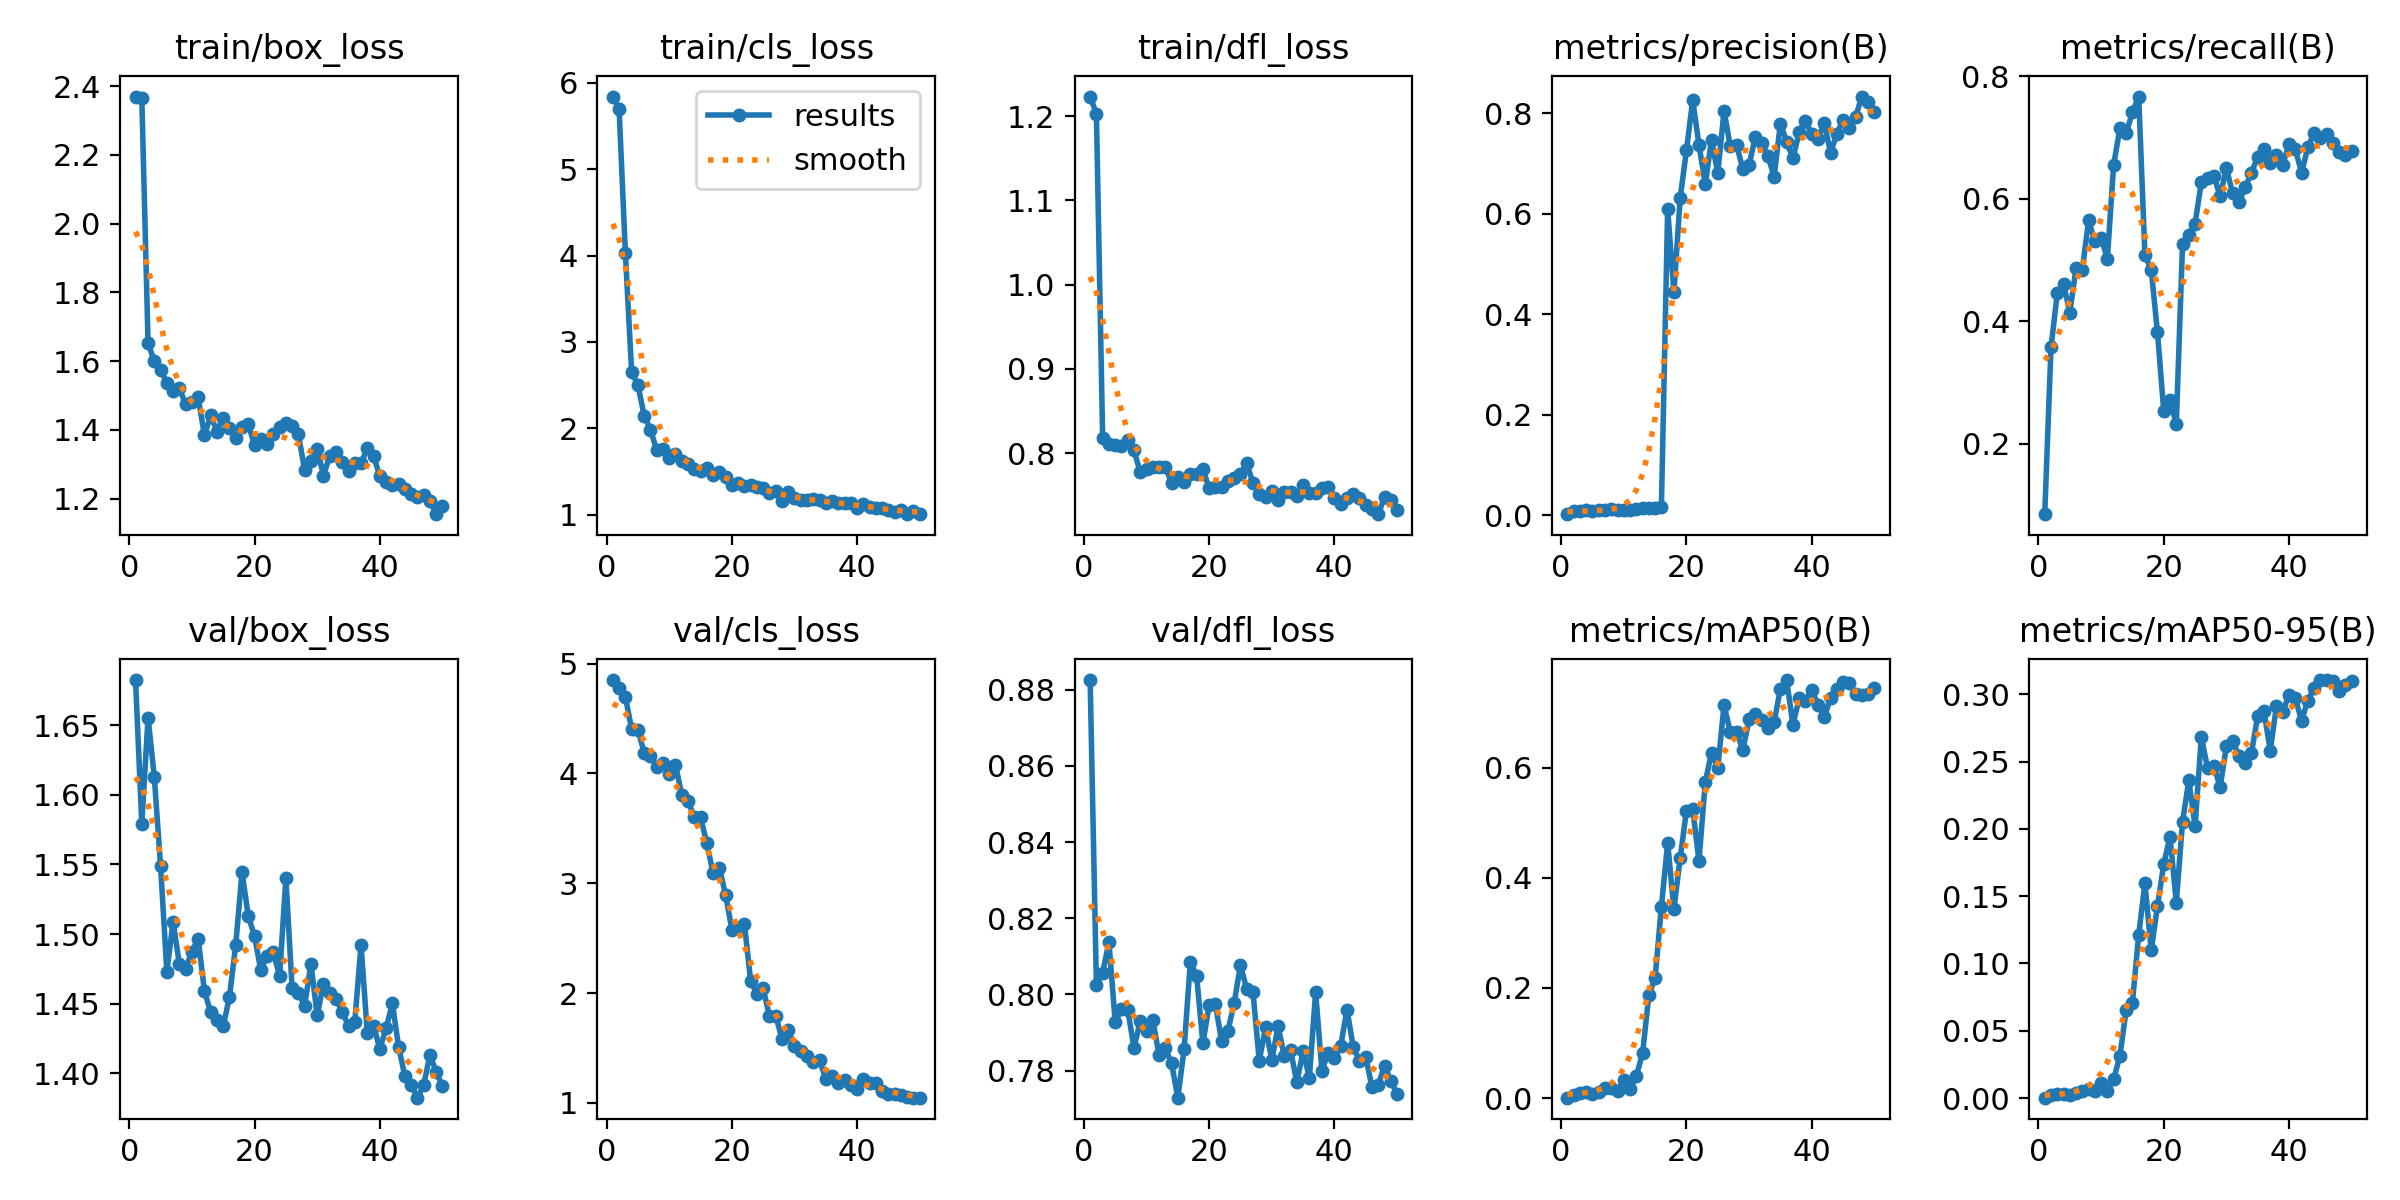 train/box_loss
2.4
2.2
2.0
1.8
1.6
1.4
1.2
0 20 40
train/cls_loss
results
smooth
6
5
4
3
2
1
0 20 40
train/dfl_loss
1.2
1.1
1.0
0.9
0.8
0 20 40
metrics/precision(B)
0.8
0.6
0.4
0.2
0.0
0 20 40
metrics/recall(B)
0.8
0.6
0.4
0.2
0 20 40
val/box_loss
1.65
1.60
1.55
1.50
1.45
1.40
0 20 40
val/cls_loss
5
4
3
2
1
0 20 40
val/dfl_loss
0.88
0.86
0.84
0.82
0.80
0.78
0 20 40
metrics/mAP50(B)
0.6
0.4
0.2
0.0
0 20 40
metrics/mAP50-95(B)
0.30
0.25
0.20
0.15
0.10
0.05
0.00
0 20 40